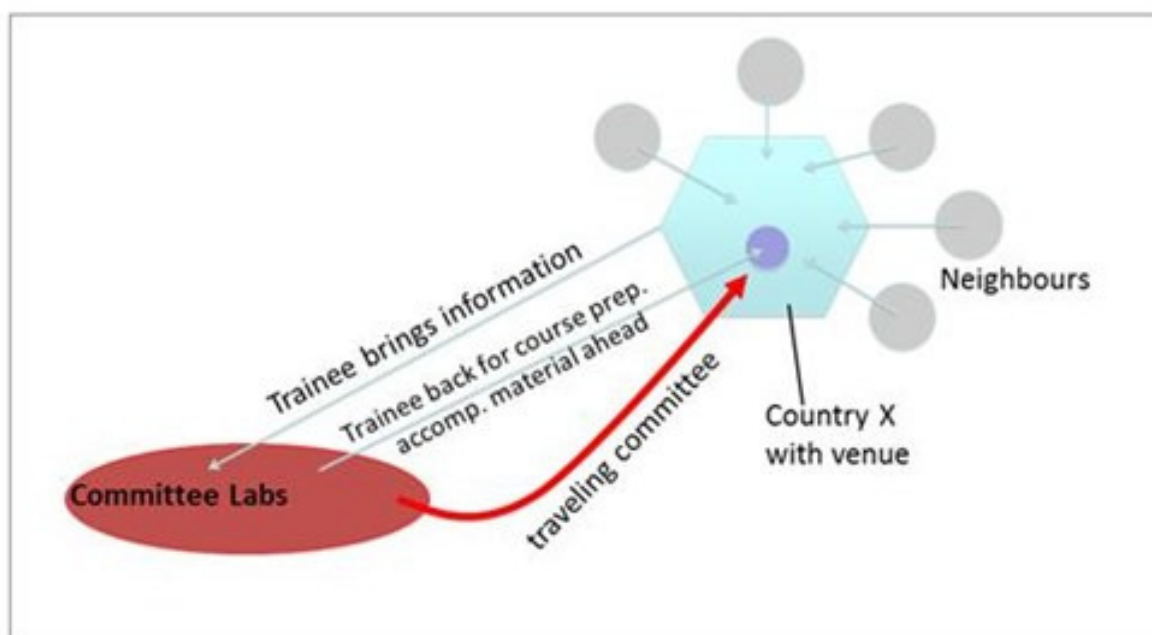 Neighbours
Trainee brings information
Trainee back for course prep.
accomp. material ahead
traveling committee
Country X
with venue
Committee Labs